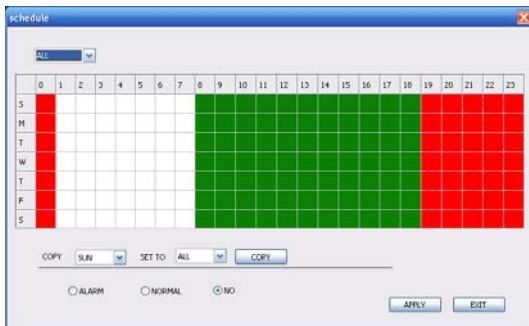 schedule
ALL
0 1 2 3 4 5 6 7 8 9 10 11 12 13 14 15 16 17 18 19 20 21 22 23
S
M
T
W
T
F
S
COPY SUN SET TO ALL COPY
ALARM NORMAL NO
APPLY EXIT